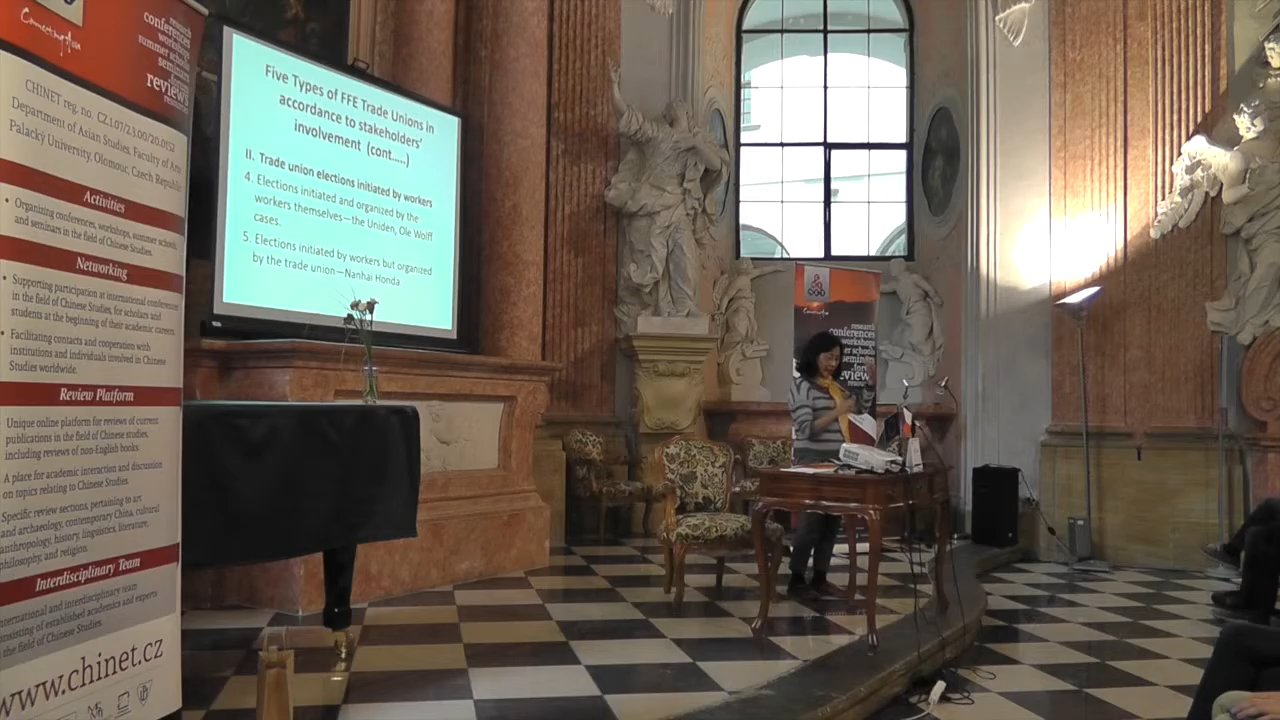 Connecting Asia
research
conferences
workshops
summer schools
seminars
forums
reviews
CHINET reg. no. CZ.1.07/2.3.00/20.0152
Department of Asian Studies, Faculty of Arts
Palacký University, Olomouc, Czech Republic
Activities
• Organizing conferences, workshops, summer schools,
and seminars in the field of Chinese Studies.
Networking
• Supporting participation at international conferences
in the field of Chinese Studies, for scholars and
students at the beginning of their academic careers.
• Facilitating contacts and cooperation with
institutions and individuals involved in Chinese
Studies worldwide.
Review Platform
Unique online platform for reviews of current
publications in the field of Chinese studies,
including reviews of non-English books.
A place for academic interaction and discussion
on topics relating to Chinese Studies.
Specific review sections, pertaining to art
and archaeology, contemporary China, cultural
anthropology, history, linguistics, literature,
philosophy, and religion.
Interdisciplinary Team
International and interdisciplinary team
consisting of established academics and experts
in the field of Chinese Studies.
www.chinet.cz
Five Types of FFE Trade Unions in
accordance to stakeholders'
involvement (cont.....)
II. Trade union elections initiated by workers
4. Elections initiated and organized by the
workers themselves—the Uniden, Ole Wolff
cases.
5. Elections initiated by workers but organized
by the trade union—Nanhai Honda.
research
conferences
workshops
er schools
seminars